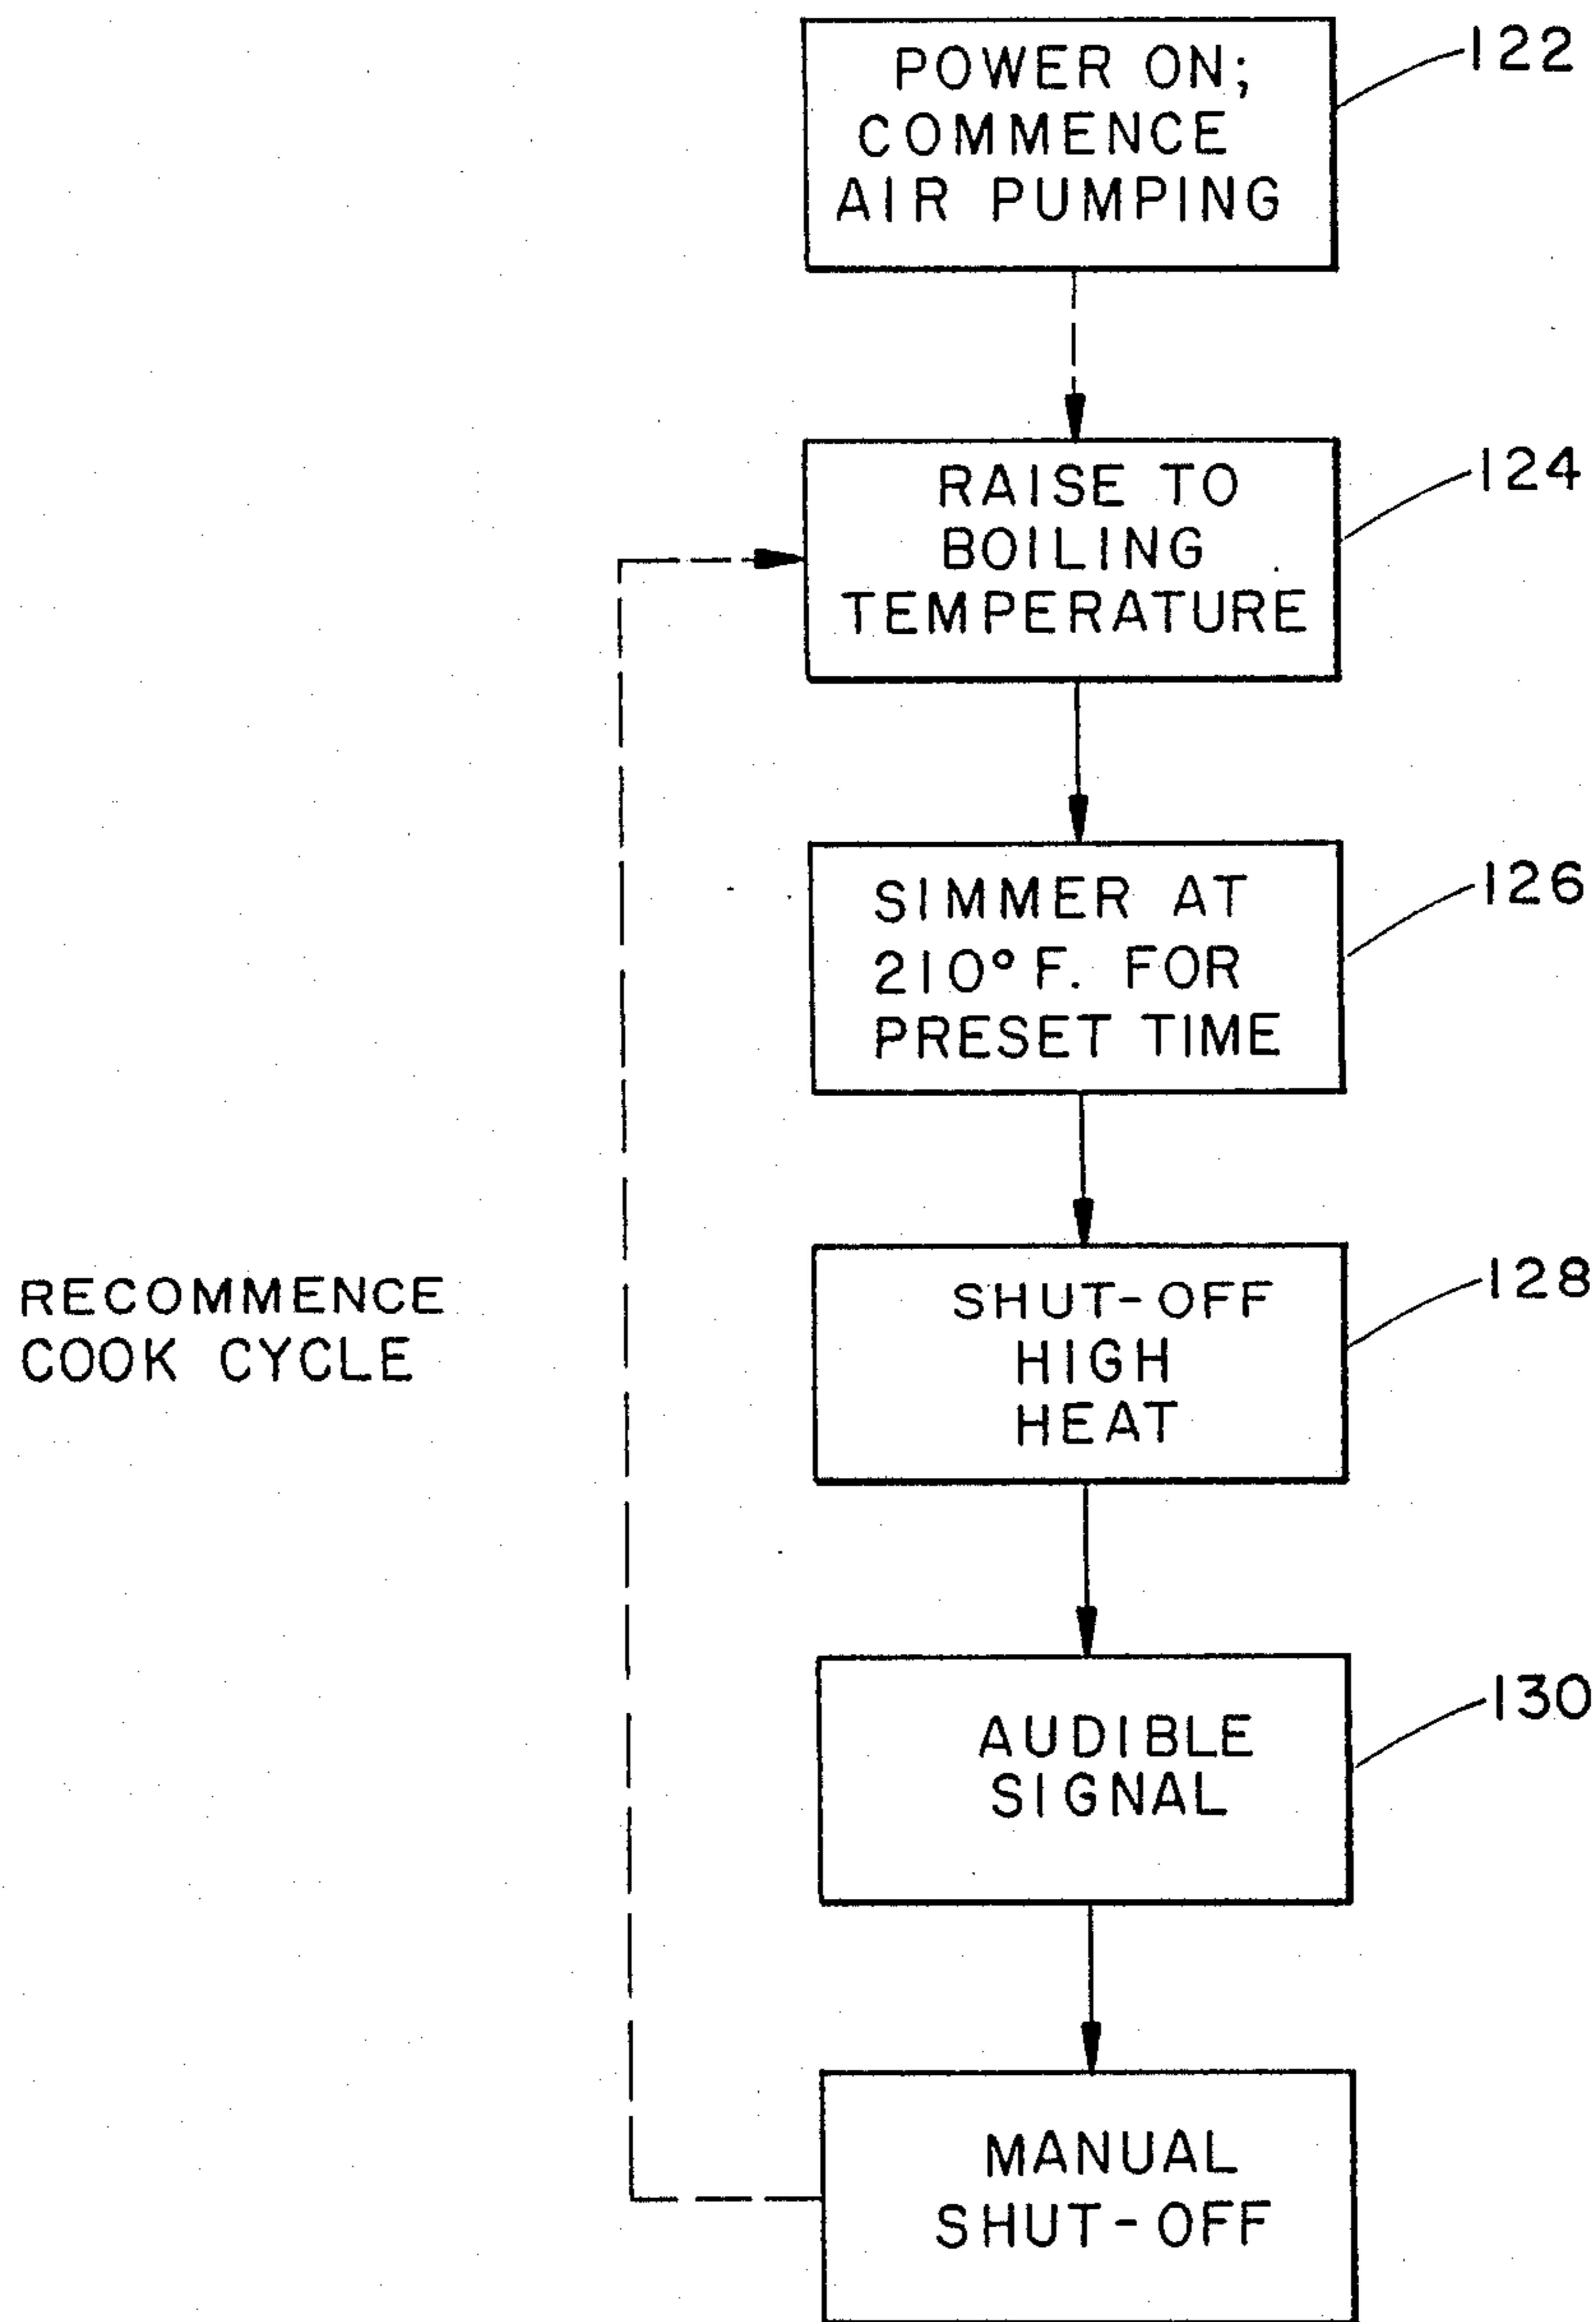 POWER ON;
COMMENCE
AIR PUMPING
122
RAISE TO
BOILING
TEMPERATURE
124
SIMMER AT
210° F. FOR
PRESET TIME
126
SHUT-OFF
HIGH
HEAT
128
RECOMMENCE
COOK CYCLE
AUDIBLE
SIGNAL
130
MANUAL
SHUT-OFF